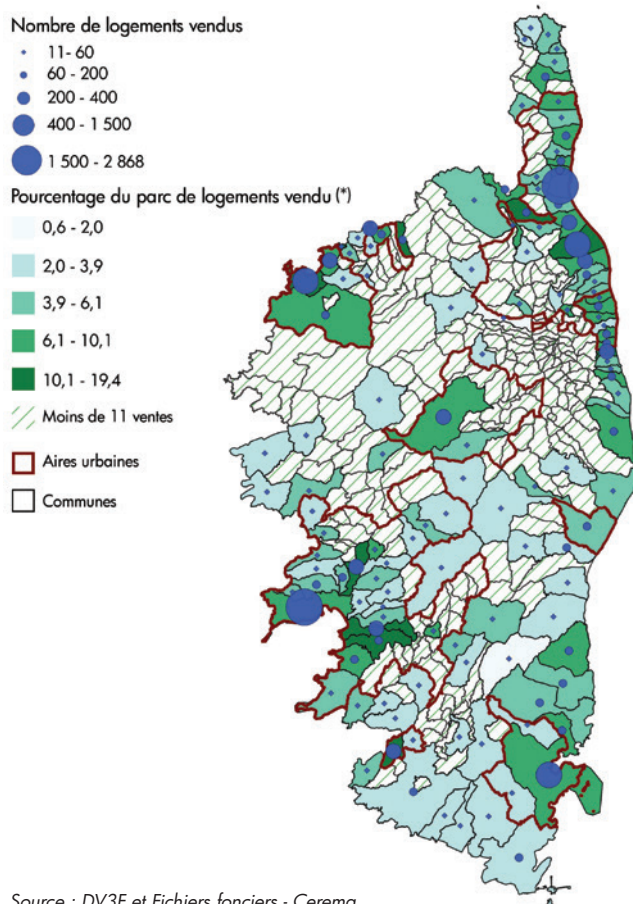 Nombre de logements vendus
11- 60
60 - 200
200 - 400
400 - 1 500
1 500 - 2 868
Pourcentage du parc de logements vendu (*)
0,6 - 2,0
2,0 - 3,9
3,9 - 6,1
6,1 - 10,1
10,1 - 19,4
Moins de 11 ventes
Aires urbaines
Communes
Source : DV3F et Fichiers fonciers - Cerema